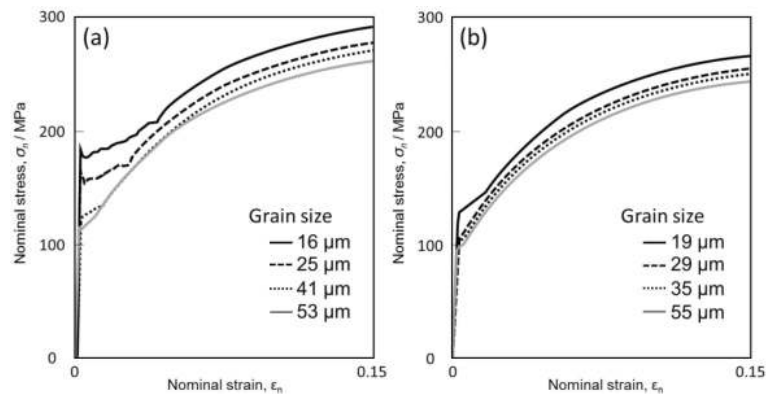 (a)
300
200
100
0
Nominal stress, σn / MPa
Grain size
16 μm
25 μm
41 μm
53 μm
0
0.15
Nominal strain, εn
(b)
300
200
100
0
Nominal stress, σn / MPa
Grain size
19 μm
29 μm
35 μm
55 μm
0
0.15
Nominal strain, εn